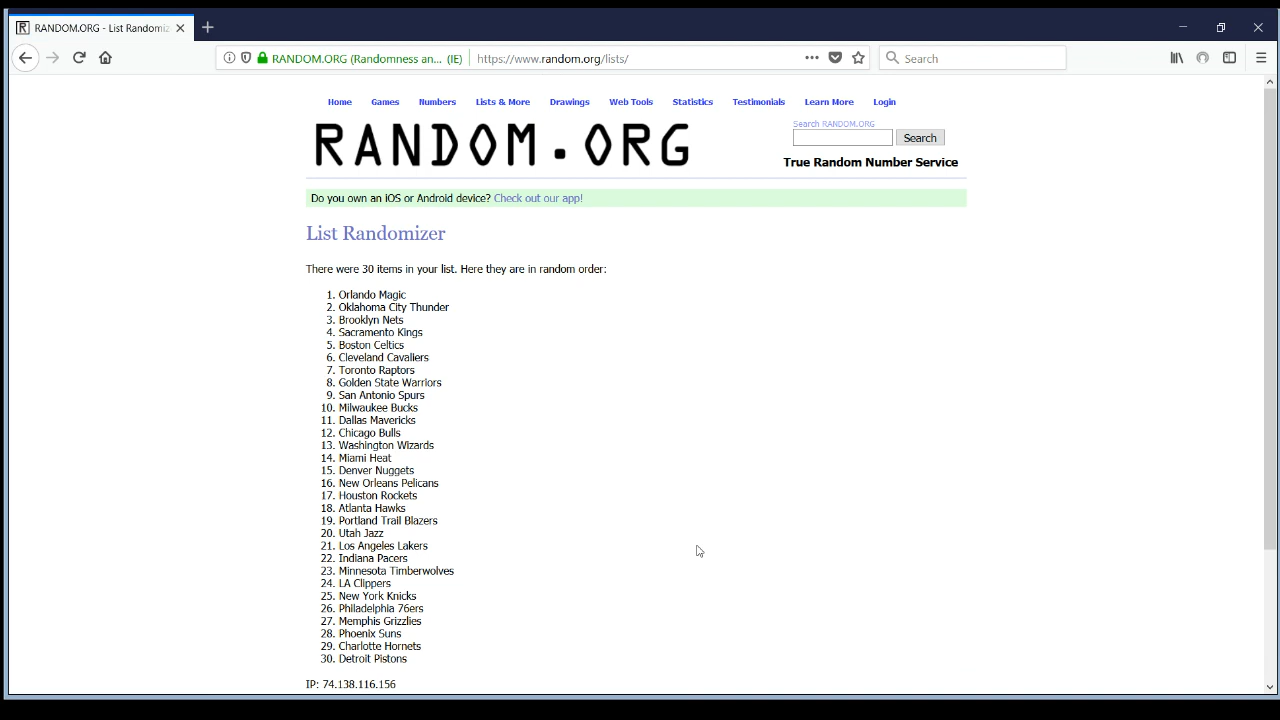 RANDOM.ORG - List Randomiz
RANDOM.ORG (Randomness an... (IE)
https://www.random.org/lists/
Search
Home Games Numbers Lists & More Drawings Web Tools Statistics Testimonials Learn More Login
RANDOM.ORG
Search RANDOM.ORG
Search
True Random Number Service
Do you own an iOS or Android device? Check out our app!
List Randomizer
There were 30 items in your list. Here they are in random order:
1. Orlando Magic
2. Oklahoma City Thunder
3. Brooklyn Nets
4. Sacramento Kings
5. Boston Celtics
6. Cleveland Cavaliers
7. Toronto Raptors
8. Golden State Warriors
9. San Antonio Spurs
10. Milwaukee Bucks
11. Dallas Mavericks
12. Chicago Bulls
13. Washington Wizards
14. Miami Heat
15. Denver Nuggets
16. New Orleans Pelicans
17. Houston Rockets
18. Atlanta Hawks
19. Portland Trail Blazers
20. Utah Jazz
21. Los Angeles Lakers
22. Indiana Pacers
23. Minnesota Timberwolves
24. LA Clippers
25. New York Knicks
26. Philadelphia 76ers
27. Memphis Grizzlies
28. Phoenix Suns
29. Charlotte Hornets
30. Detroit Pistons
IP: 74.138.116.156